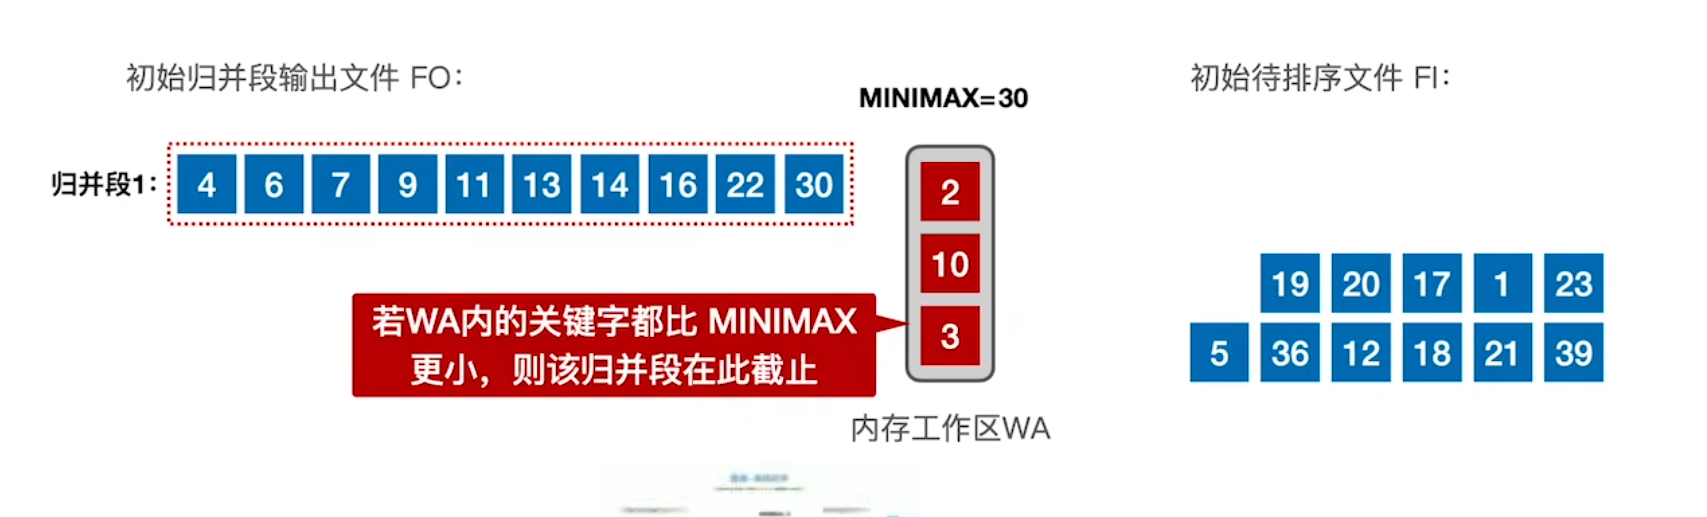 初始归并段输出文件 FO：
初始待排序文件 FI：
MINIMAX=30
归并段1：
4 6 7 9 11 13 14 16 22 30
2
10
3
19 20 17 1 23
5 36 12 18 21 39
若WA内的关键字都比 MINIMAX
更小，则该归并段在此截止
内存工作区WA